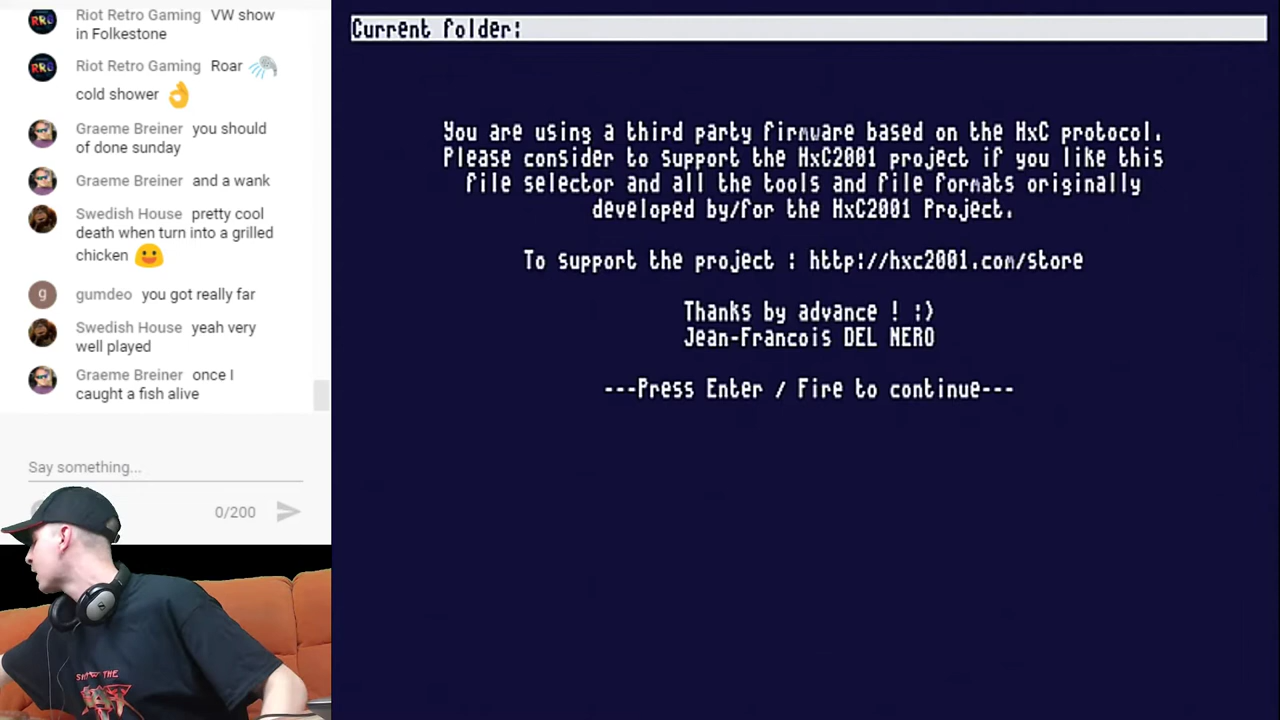 Riot Retro Gaming VW show
in Folkestone
Riot Retro Gaming Roar
cold shower
Graeme Breiner you should
of done sunday
Graeme Breiner and a wank
Swedish House pretty cool
death when turn into a grilled
chicken
g
gumdeo you got really far
Swedish House yeah very
well played
Graeme Breiner once I
caught a fish alive
Say something...
0/200
Current folder:
You are using a third party firmware based on the HxC protocol.
Please consider to support the HxC2001 project if you like this
file selector and all the tools and file formats originally
developed by/for the HxC2001 Project.
To support the project : http://hxc2001.com/store
Thanks by advance ! :)
Jean-Francois DEL NERO
---Press Enter / Fire to continue---
THE